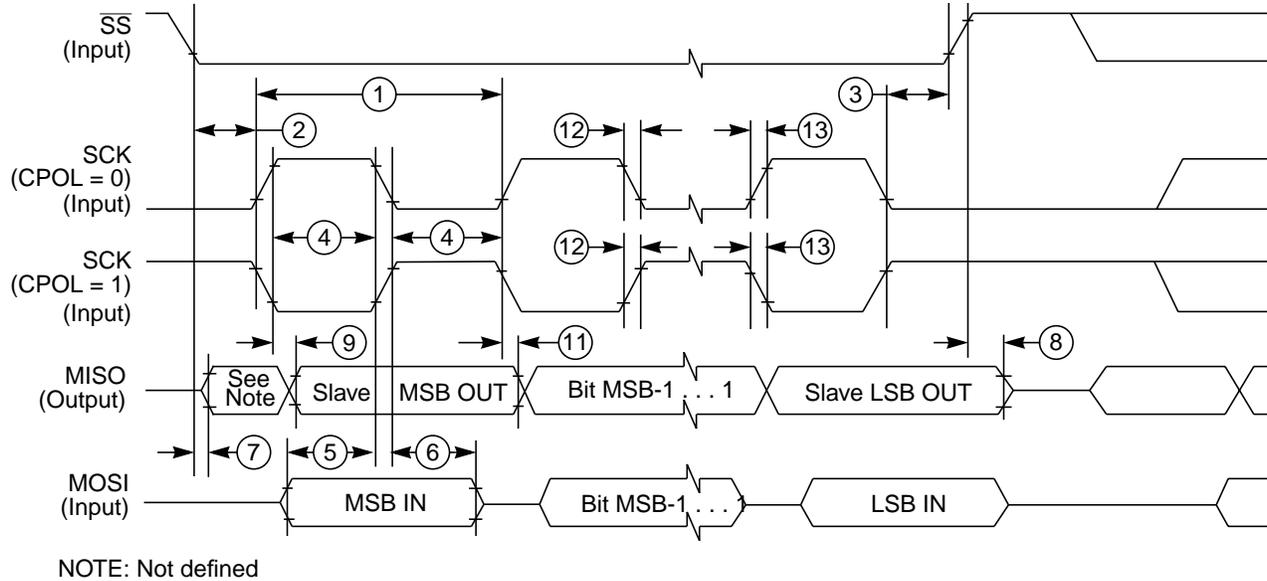 SS
(Input)
1
3
2
12
13
SCK
(CPOL = 0)
(Input)
4
4
12
13
SCK
(CPOL = 1)
(Input)
9
11
8
MISO
(Output)
See
Note
Slave
MSB OUT
Bit MSB-1 . . . 1
Slave LSB OUT
7
5
6
MOSI
(Input)
MSB IN
Bit MSB-1 . . . 1
LSB IN
NOTE: Not defined